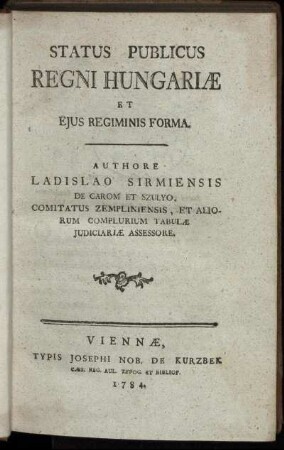 STATUS PUBLICUS
REGNI HUNGARIÆ
ET
EJUS REGIMINIS FORMA.
AUTHORE
LADISLAO SIRMIENSIS
DE CAROM ET SZULYO,
COMITATUS ZEMPLINIENSIS, ET ALIO-
RUM COMPLURIUM TABULÆ
JUDICIARIÆ ASSESSORE.
VIENNÆ,
TYPIS JOSEPHI NOB. DE KURZBEK
CÆS. REG. AUL. TYPOG. ET BIBLIOP.
1784.